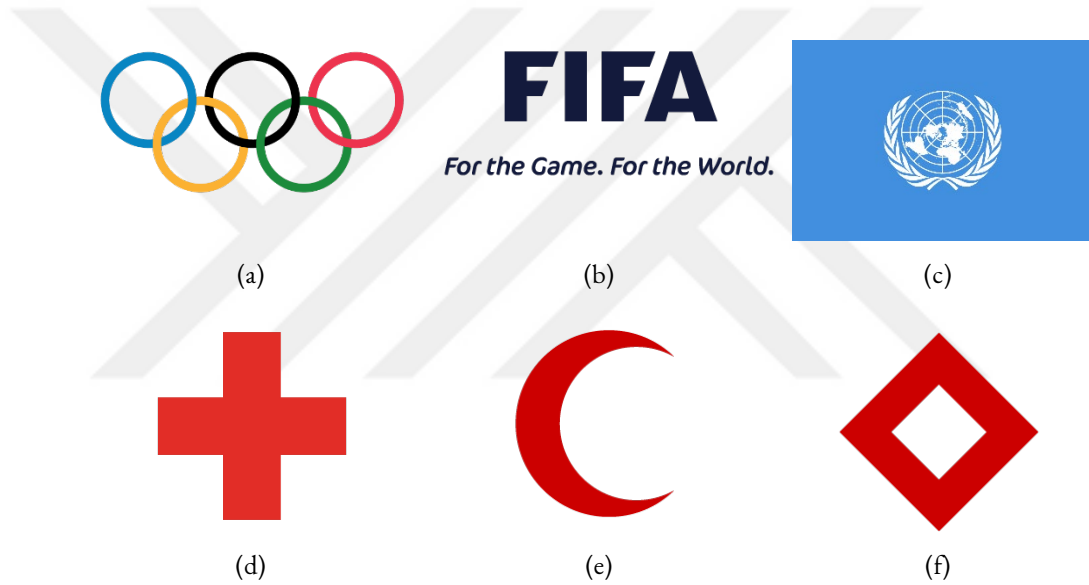 FIFA
For the Game. For the World.
(a)
(b)
(c)
(d)
(e)
(f)